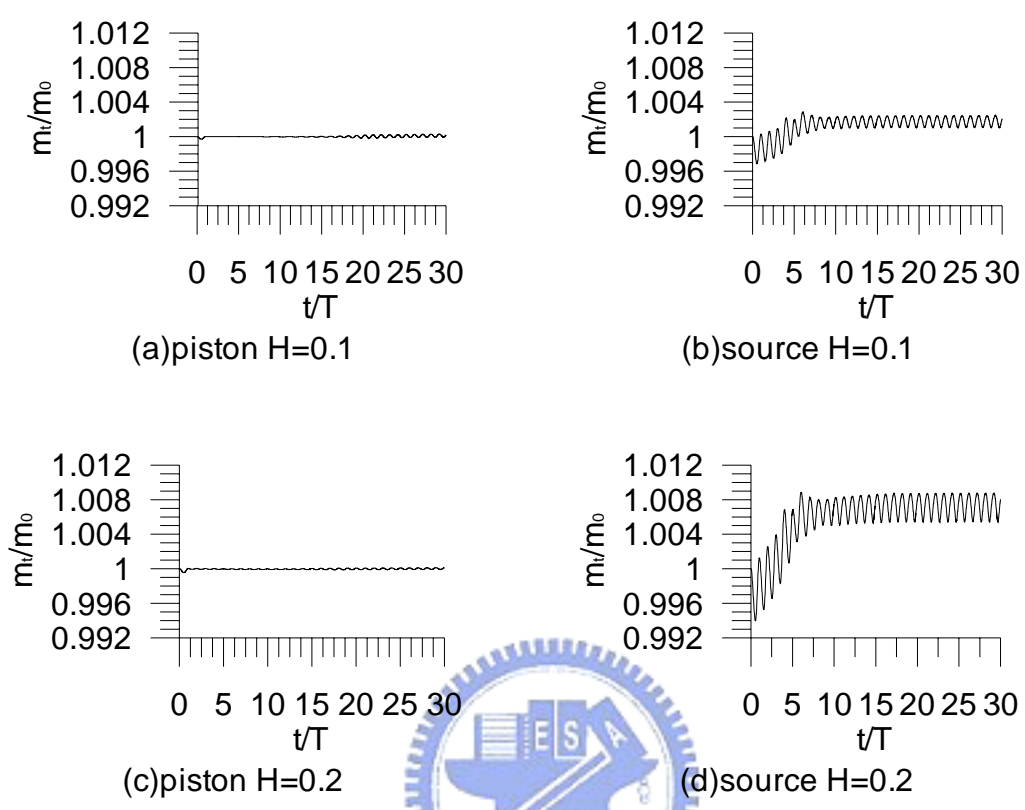 1.012
1.008
1.004
1
0.996
0.992
mt/m0
0 5 10 15 20 25 30
t/T
(a)piston H=0.1
1.012
1.008
1.004
1
0.996
0.992
mt/m0
0 5 10 15 20 25 30
t/T
(b)source H=0.1
1.012
1.008
1.004
1
0.996
0.992
mt/m0
0 5 10 15 20 25 30
t/T
(c)piston H=0.2
1.012
1.008
1.004
1
0.996
0.992
mt/m0
0 5 10 15 20 25 30
t/T
(d)source H=0.2
E S A